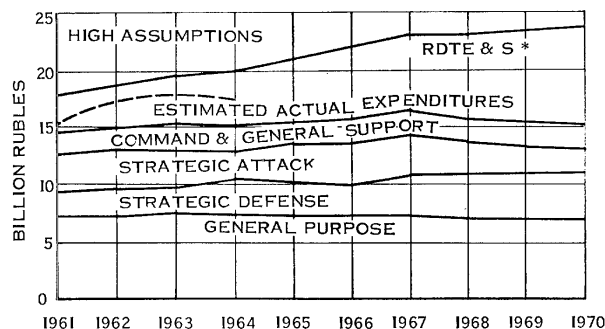 25
HIGH ASSUMPTIONS
RDTE & S *
20
ESTIMATED ACTUAL EXPENDITURES
15
COMMAND & GENERAL SUPPORT
STRATEGIC ATTACK
10
STRATEGIC DEFENSE
GENERAL PURPOSE
5
0
BILLION RUBLES
1961 1962 1963 1964 1965 1966 1967 1968 1969 1970